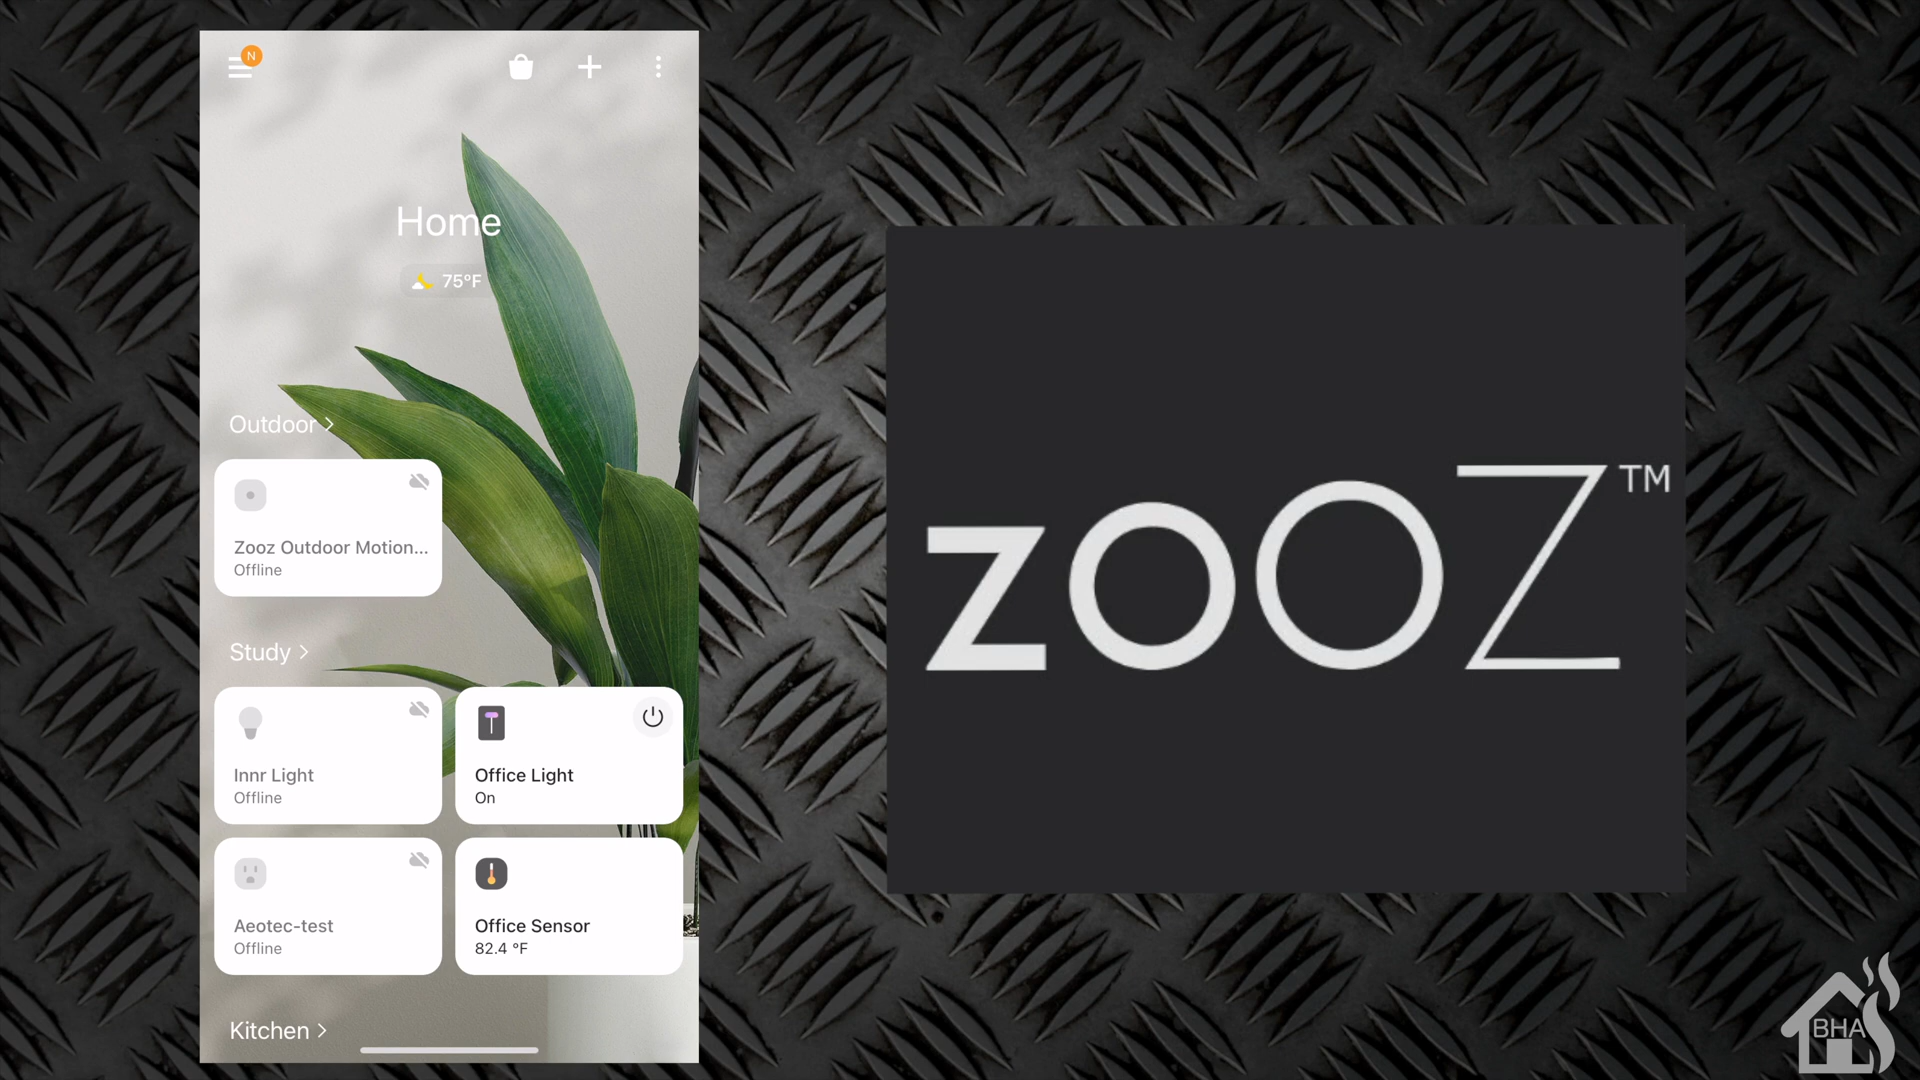 N
Home
75°F
Outdoor >
Zooz Outdoor Motion...
Offline
Study >
Innr Light
Offline
Office Light
On
Aeotec-test
Offline
Office Sensor
82.4 °F
Kitchen >
zooZ™
BHA